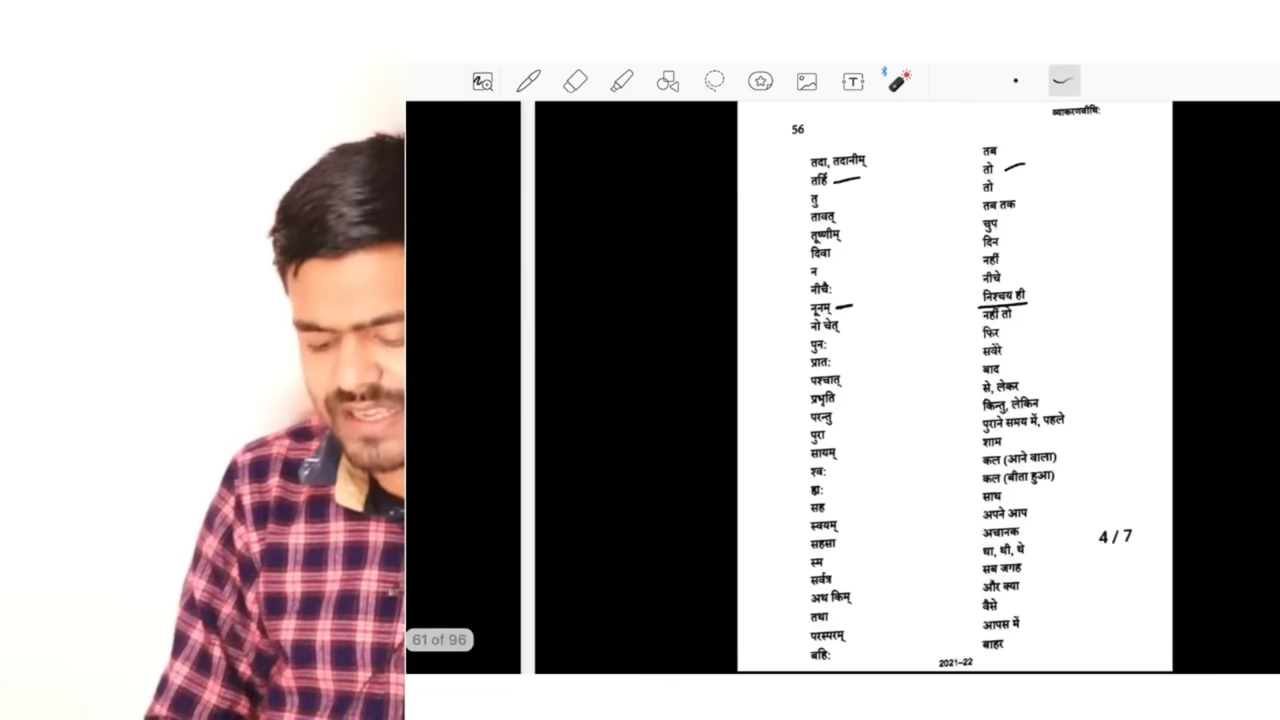 व्याकरणवीथि:
56
तदा, तदानीम् तब
तर्हि तो
तु तो
तावत् तब तक
तूष्णीम् चुप
दिवा दिन
न नहीं
नीचै: नीचे
नूनम् निश्चय ही
नो चेत् नहीं तो
पुन: फिर
प्रात: सवेरे
पश्चात् बाद
प्रभृति से, लेकर
परन्तु किन्तु, लेकिन
पुरा पुराने समय में, पहले
सायम् शाम
श्व: कल (आने वाला)
ह्य: कल (बीता हुआ)
सह साथ
स्वयम् अपने आप
सहसा अचानक
स्म था, थी, थे
सर्वत्र सब जगह
अथ किम् और क्या
तथा वैसे
परस्परम् आपस में
बहि: बाहर
4 / 7
61 of 96
2021–22